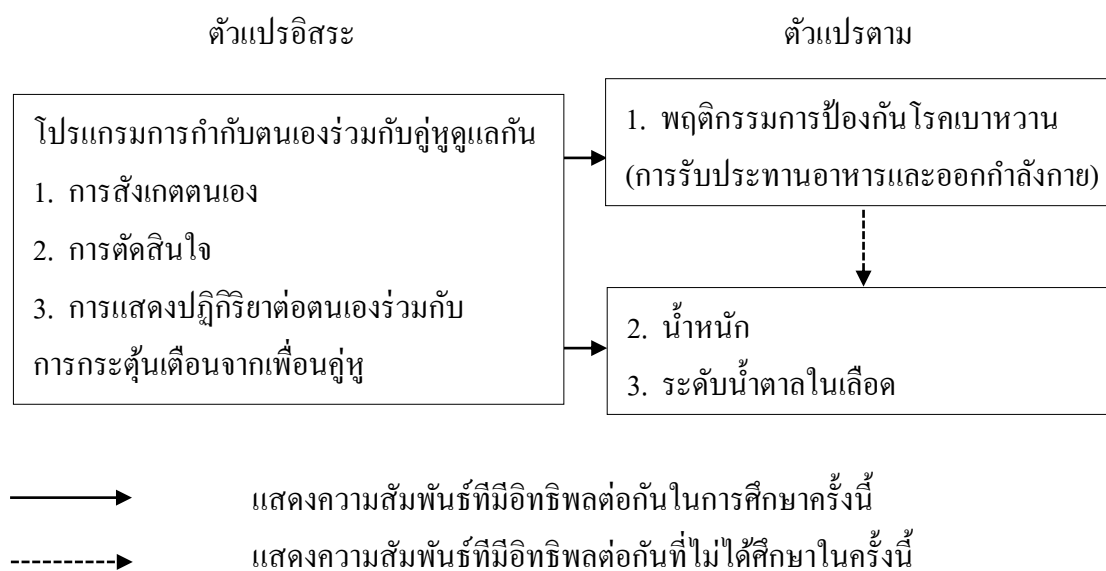 ตัวแปรอิสระ
ตัวแปรตาม
โปรแกรมการกำกับตนเองร่วมกับคู่หูดูแลกัน
1. การสังเกตตนเอง
2. การตัดสินใจ
3. การแสดงปฏิกิริยาต่อตนเองร่วมกับ
การกระตุ้นเตือนจากเพื่อนคู่หู
1. พฤติกรรมการป้องกันโรคเบาหวาน
(การรับประทานอาหารและออกกำลังกาย)
2. น้ำหนัก
3. ระดับน้ำตาลในเลือด
แสดงความสัมพันธ์ที่มีอิทธิพลต่อกันในการศึกษาครั้งนี้
แสดงความสัมพันธ์ที่มีอิทธิพลต่อกันที่ไม่ได้ศึกษาในครั้งนี้